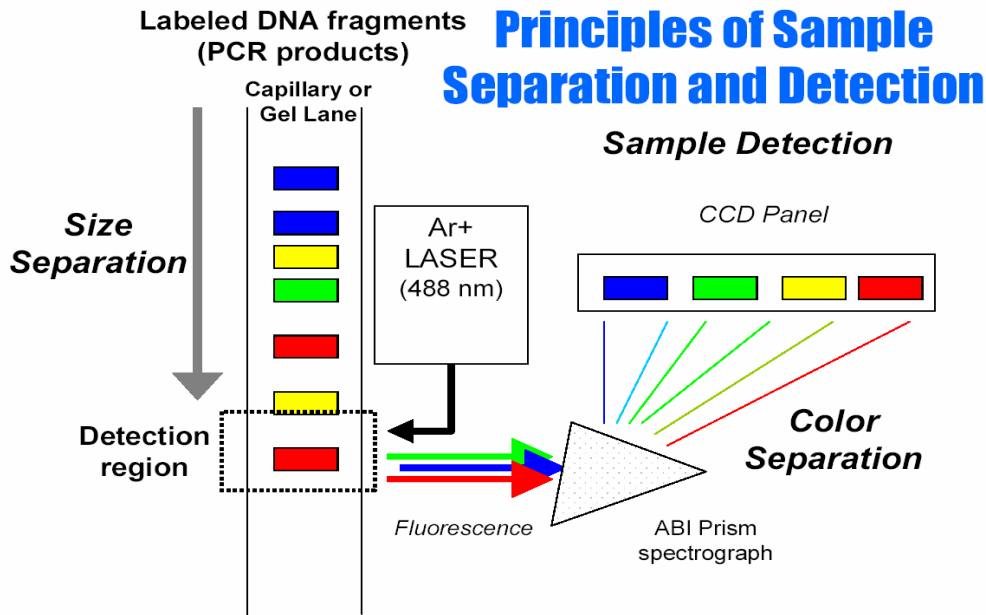 Labeled DNA fragments
(PCR products)
Principles of Sample
Separation and Detection
Capillary or
Gel Lane
Sample Detection
CCD Panel
Size
Separation
Ar+
LASER
(488 nm)
Detection
region
Color
Separation
Fluorescence
ABI Prism
spectrograph